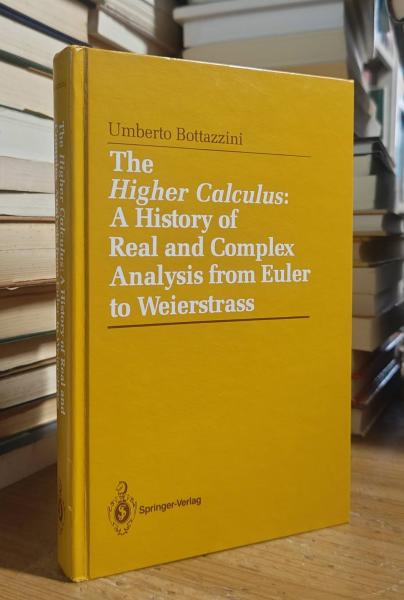 Umberto Bottazzini
The
Higher Calculus:
A History of
Real and Complex
Analysis from Euler
to Weierstrass
Springer-Verlag
The Higher Calculus: A History of Real and